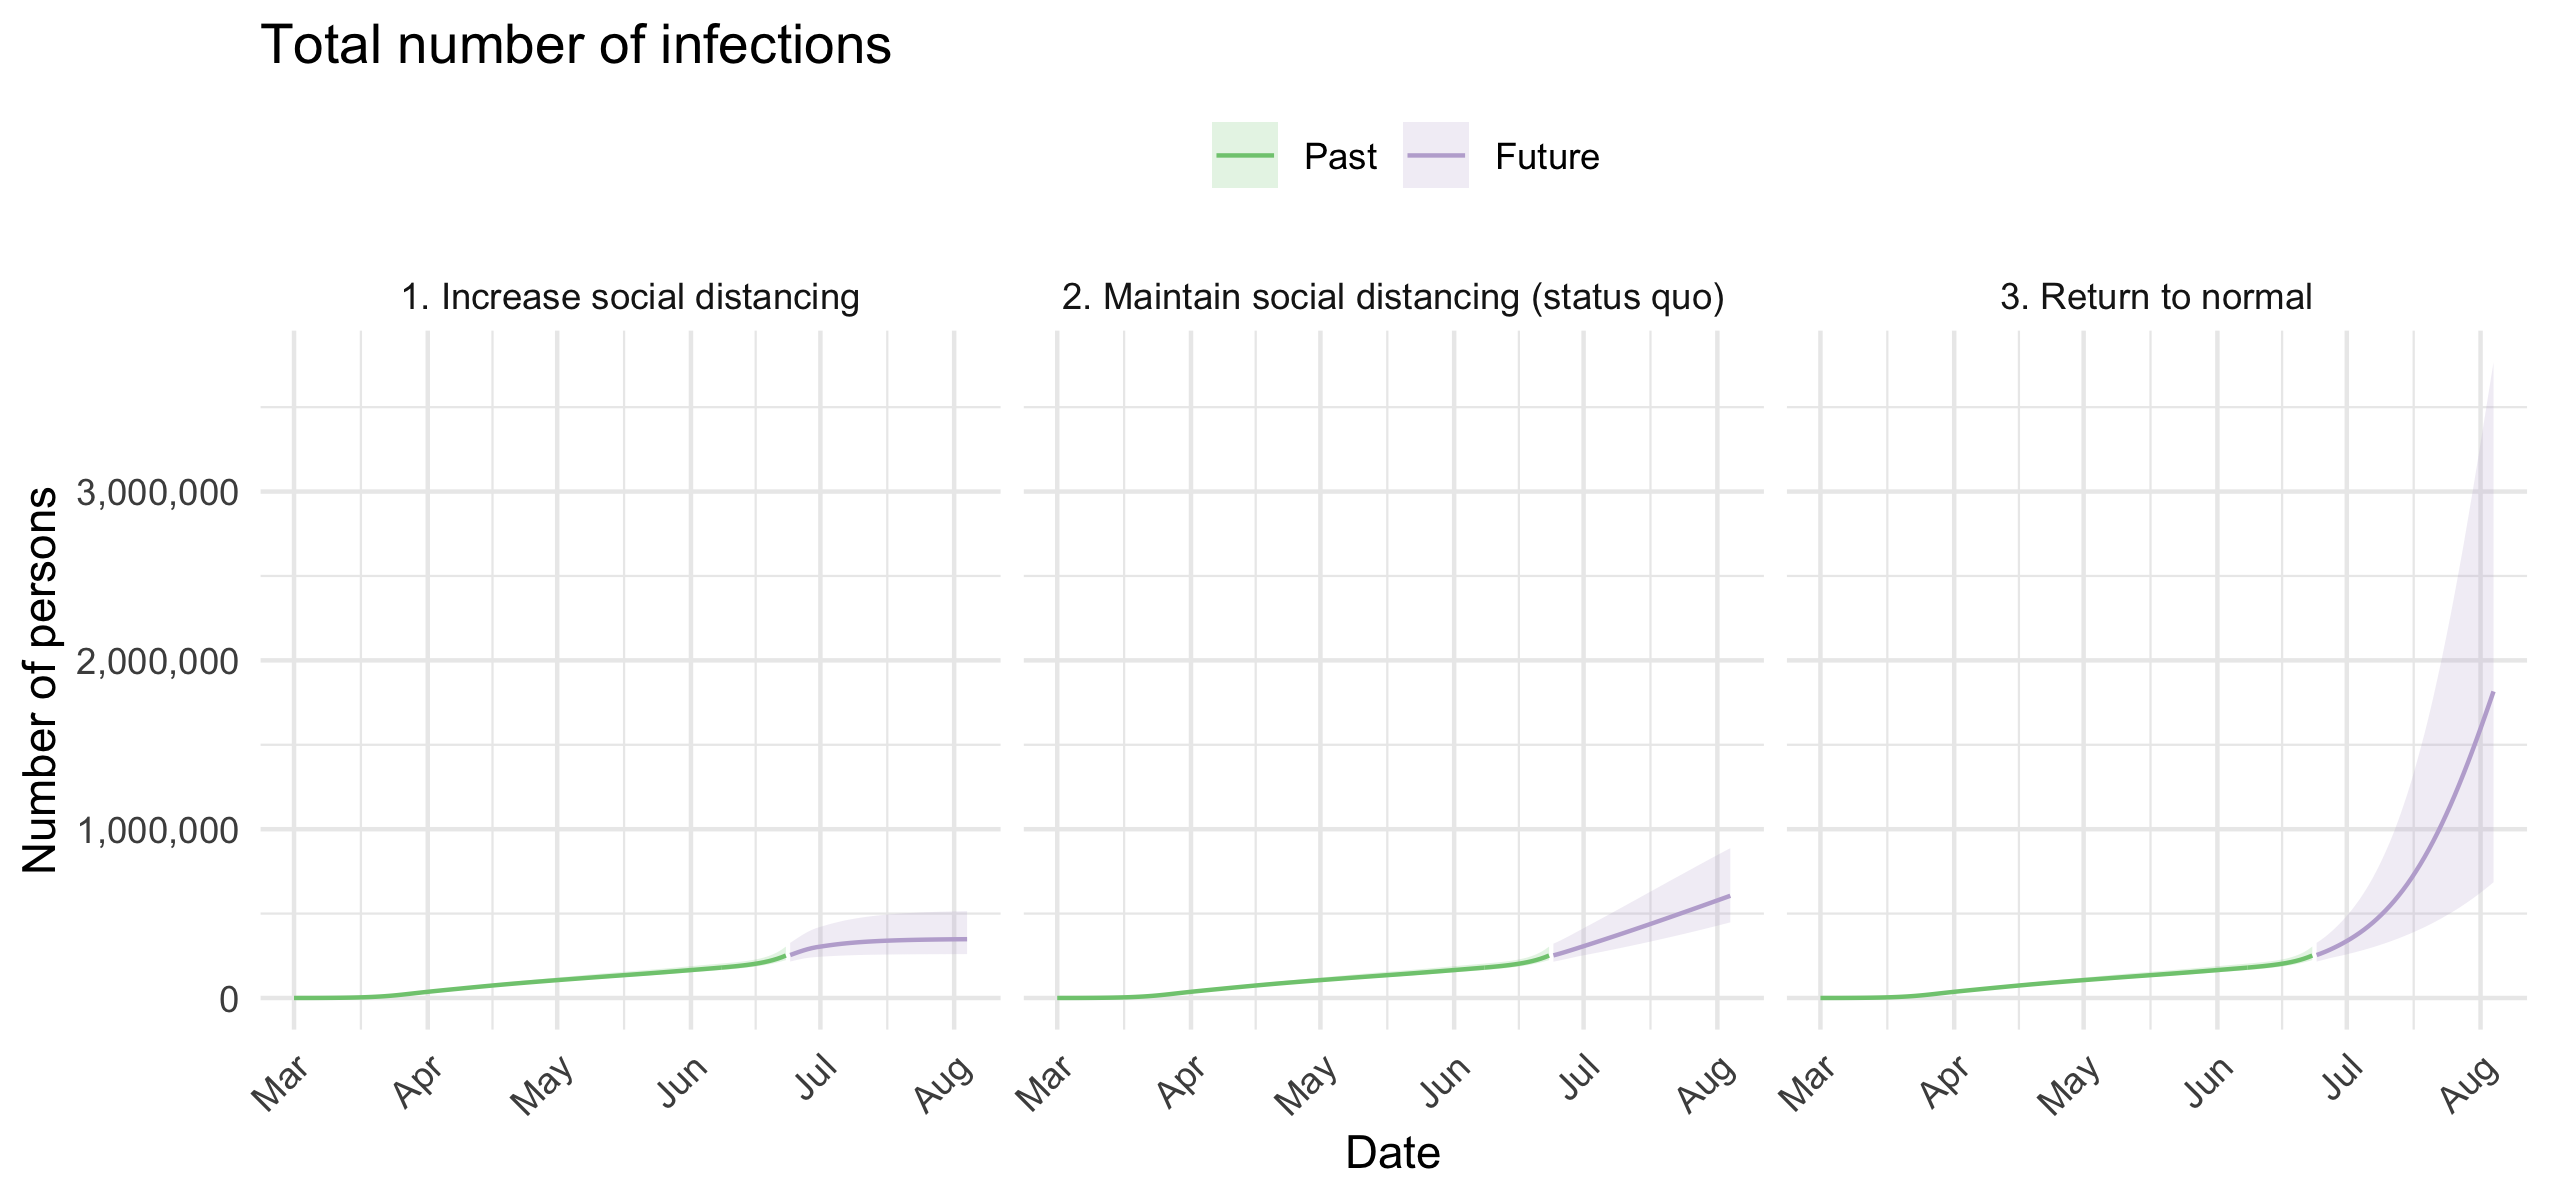 Total number of infections
Past Future
1. Increase social distancing
2. Maintain social distancing (status quo)
3. Return to normal
Number of persons
3,000,000
2,000,000
1,000,000
0
Mar Apr May Jun Jul Aug
Mar Apr May Jun Jul Aug
Mar Apr May Jun Jul Aug
Date